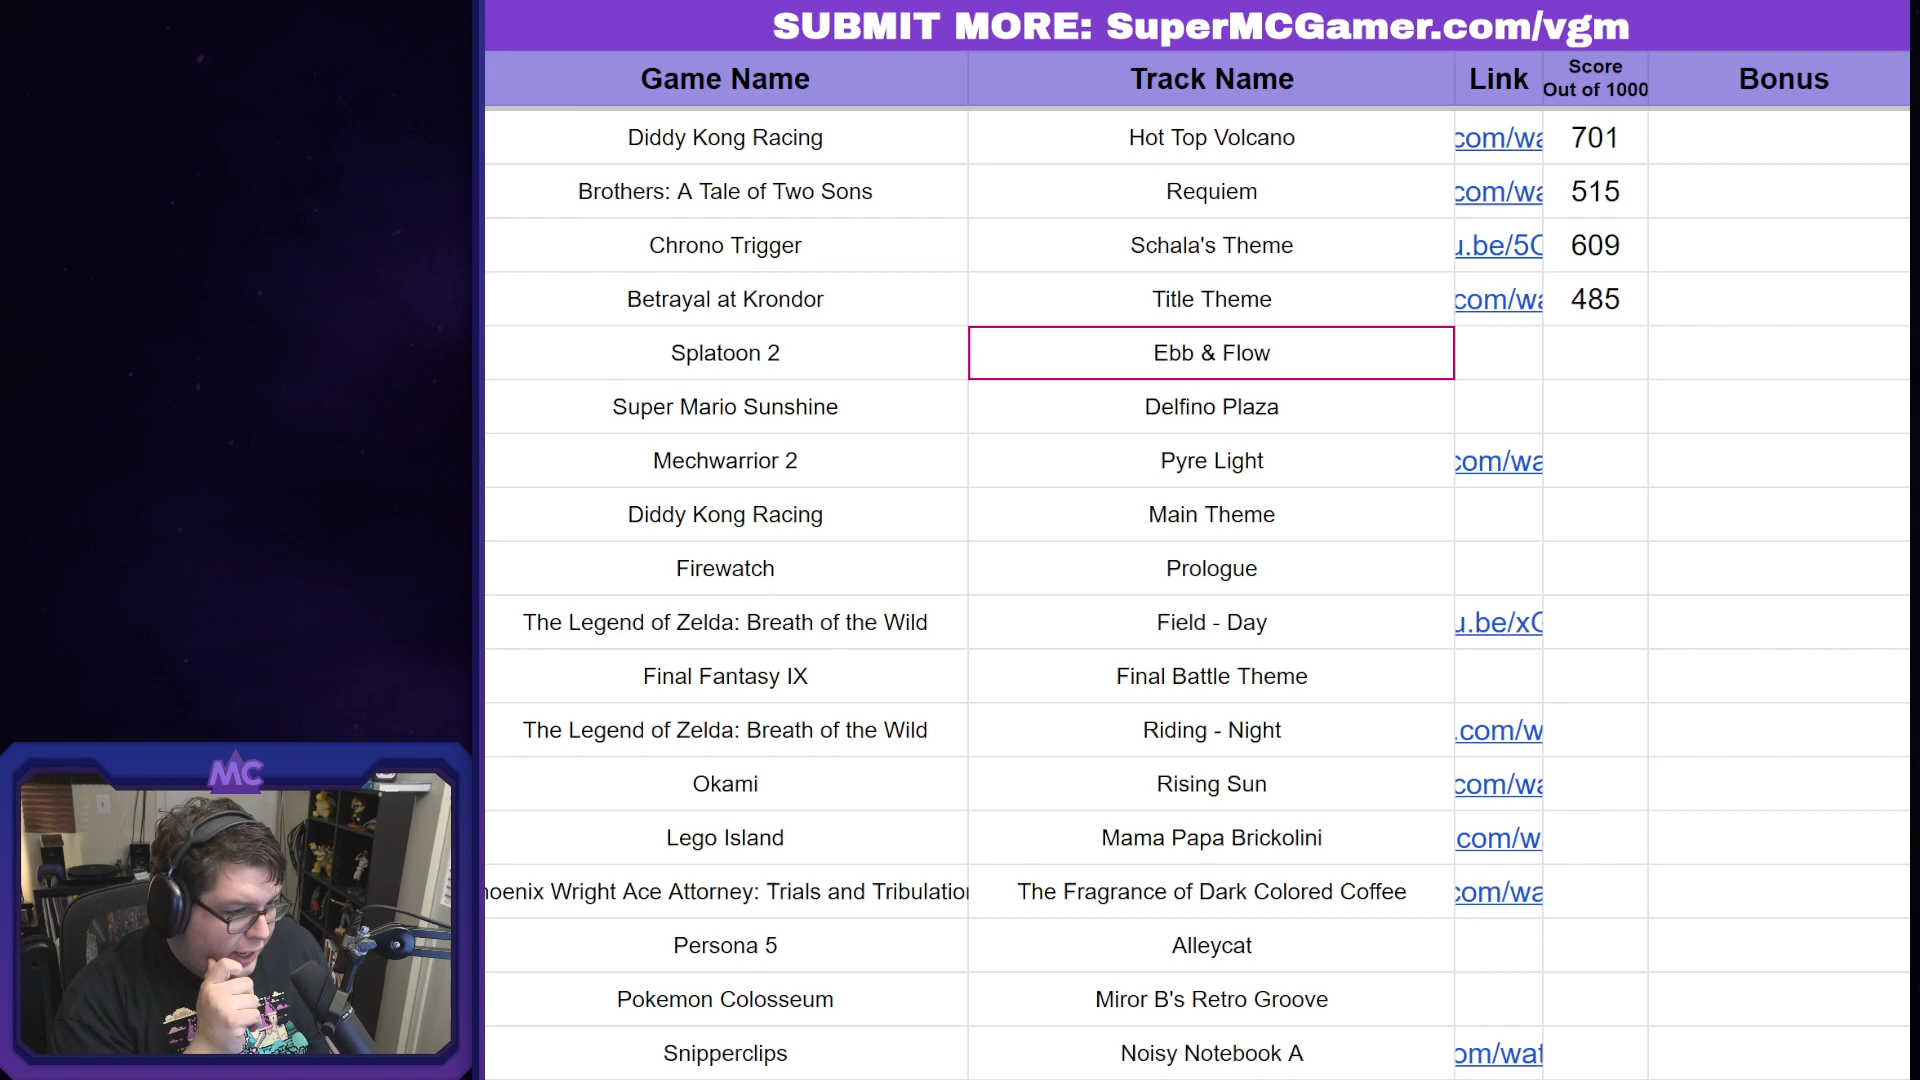 SUBMIT MORE: SuperMCGamer.com/vgm
Game Name Track Name Link Score Out of 1000 Bonus
Diddy Kong Racing Hot Top Volcano com/wa 701
Brothers: A Tale of Two Sons Requiem com/wa 515
Chrono Trigger Schala's Theme u.be/5C 609
Betrayal at Krondor Title Theme com/wa 485
Splatoon 2 Ebb & Flow
Super Mario Sunshine Delfino Plaza
Mechwarrior 2 Pyre Light com/wa
Diddy Kong Racing Main Theme
Firewatch Prologue
The Legend of Zelda: Breath of the Wild Field - Day u.be/xG
Final Fantasy IX Final Battle Theme
The Legend of Zelda: Breath of the Wild Riding - Night .com/w
Okami Rising Sun com/wa
Lego Island Mama Papa Brickolini com/w
hoenix Wright Ace Attorney: Trials and Tribulation The Fragrance of Dark Colored Coffee com/wa
Persona 5 Alleycat
Pokemon Colosseum Miror B's Retro Groove
Snipperclips Noisy Notebook A om/wat
MC